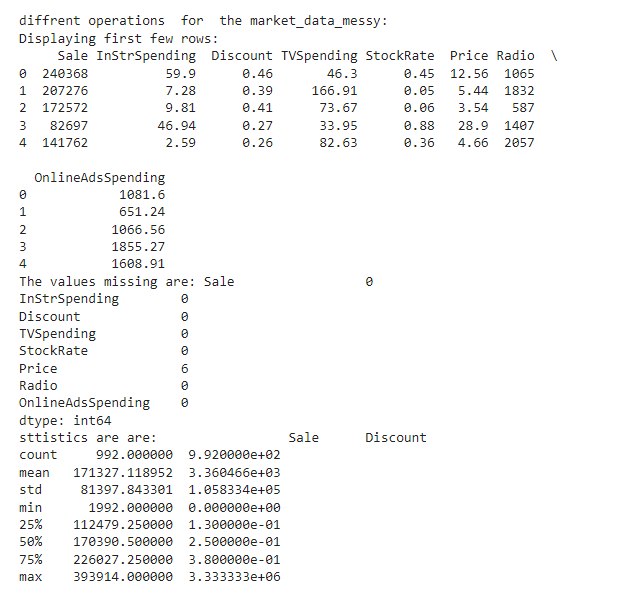 diffrent operations  for  the market_data_messy:
Displaying first few rows:
     Sale InStrSpending  Discount TVSpending StockRate  Price Radio  \
0  240368          59.9      0.46       46.3      0.45  12.56  1065
1  207276          7.28      0.39     166.91      0.05   5.44  1832
2  172572          9.81      0.41      73.67      0.06   3.54   587
3   82697         46.94      0.27      33.95      0.88   28.9  1407
4  141762          2.59      0.26      82.63      0.36   4.66  2057
  OnlineAdsSpending
0            1081.6
1            651.24
2           1066.56
3           1855.27
4           1608.91
The values missing are: Sale                 0
InStrSpending        0
Discount             0
TVSpending           0
StockRate            0
Price                6
Radio                0
OnlineAdsSpending    0
dtype: int64
sttistics are are:                 Sale      Discount
count     992.000000  9.920000e+02
mean   171327.118952  3.360466e+03
std     81397.843301  1.058334e+05
min      1992.000000  0.000000e+00
25%    112479.250000  1.300000e-01
50%    170390.500000  2.500000e-01
75%    226027.250000  3.800000e-01
max    393914.000000  3.333333e+06